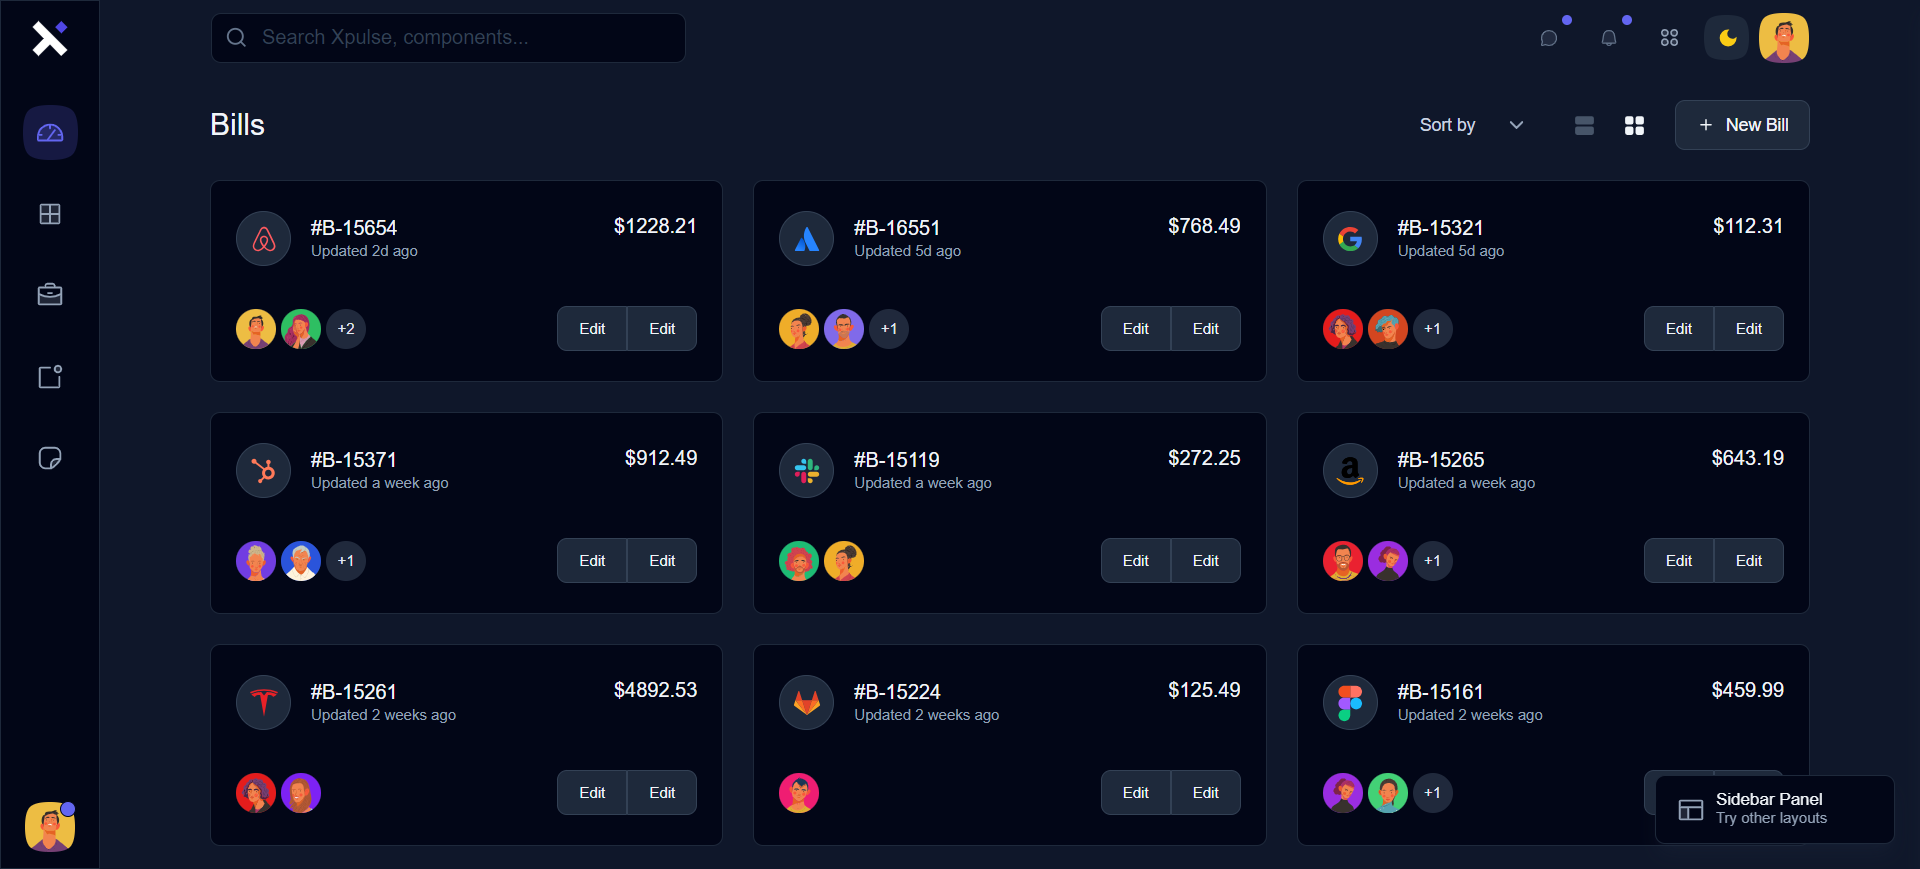 Search Xpulse, components...
Bills
Sort by
New Bill
#B-15654
$1228.21
Updated 2d ago
+2
Edit
Edit
#B-16551
$768.49
Updated 5d ago
+1
Edit
Edit
#B-15321
$112.31
Updated 5d ago
+1
Edit
Edit
#B-15371
$912.49
Updated a week ago
+1
Edit
Edit
#B-15119
$272.25
Updated a week ago
Edit
Edit
#B-15265
$643.19
Updated a week ago
+1
Edit
Edit
#B-15261
$4892.53
Updated 2 weeks ago
Edit
Edit
#B-15224
$125.49
Updated 2 weeks ago
Edit
Edit
#B-15161
$459.99
Updated 2 weeks ago
+1
Sidebar Panel
Try other layouts